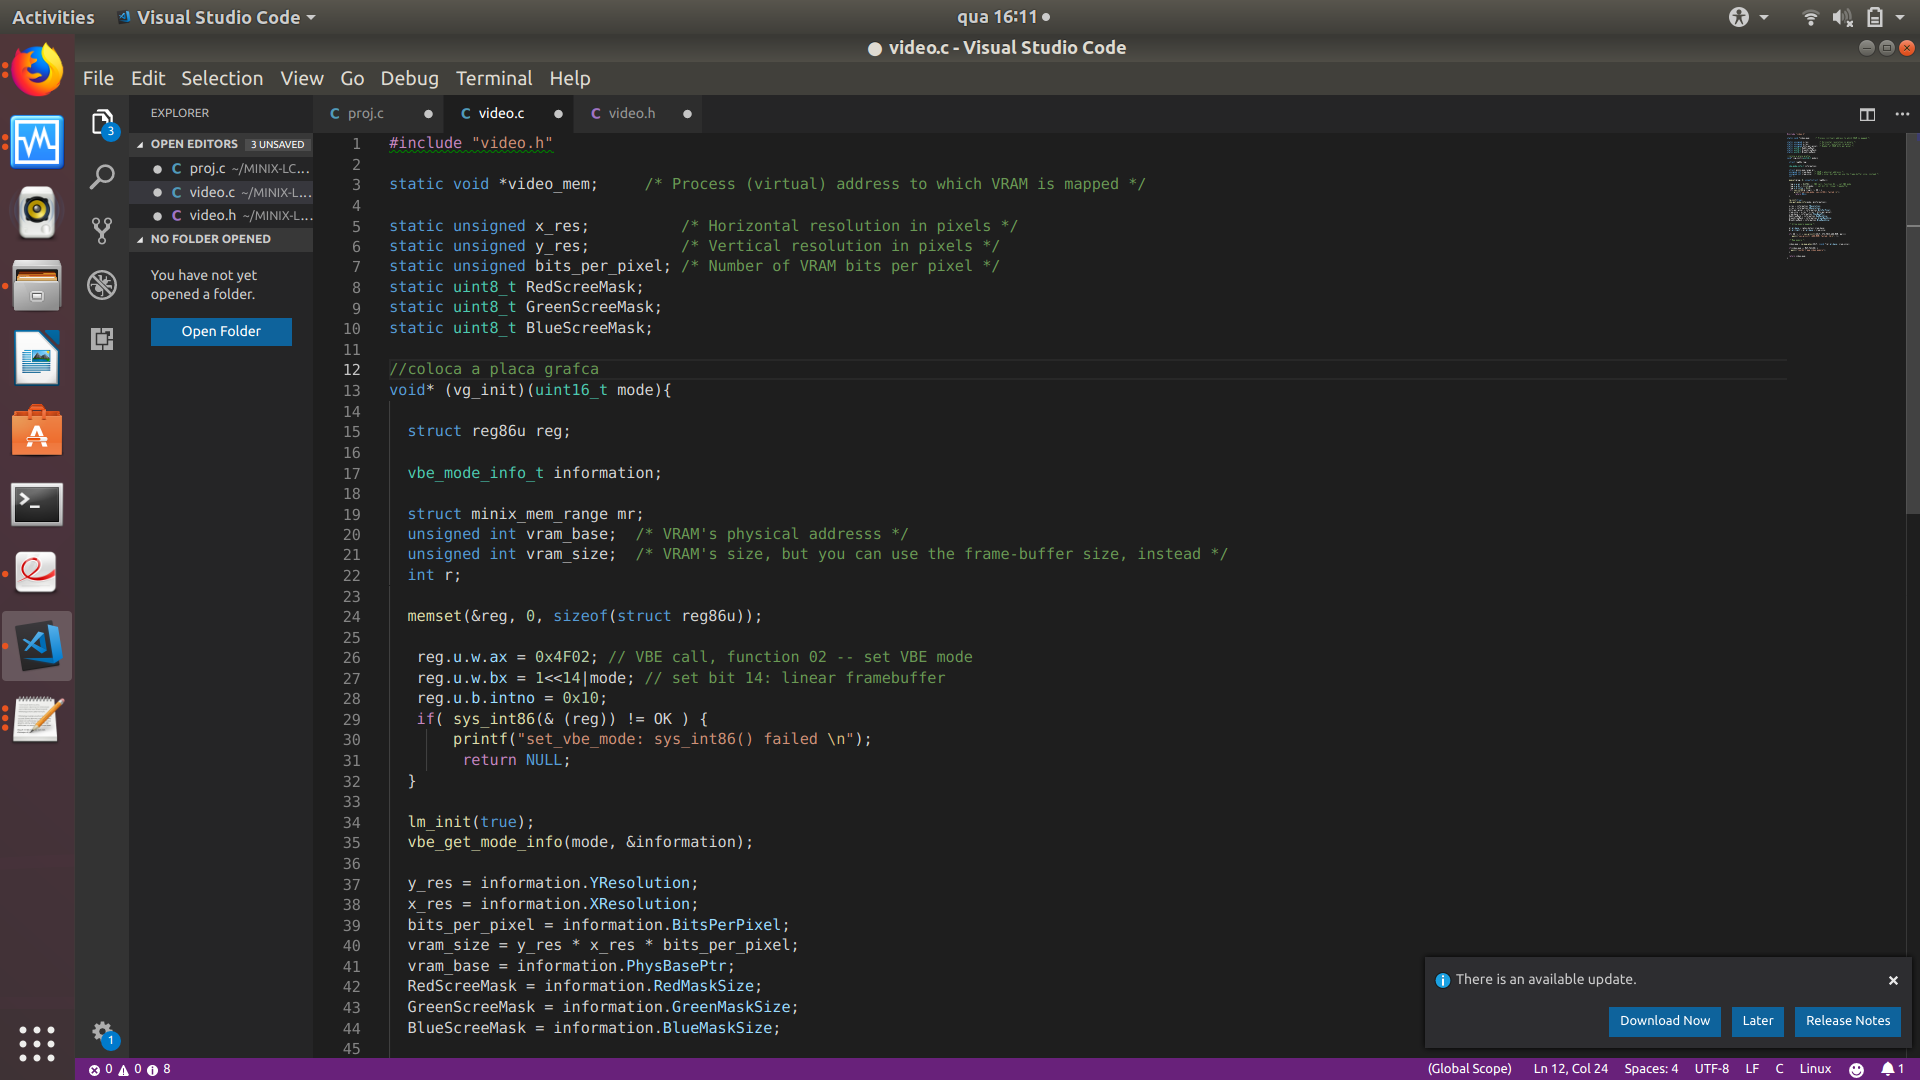 Activities
Visual Studio Code
qua 16:11
video.c - Visual Studio Code
File Edit Selection View Go Debug Terminal Help
EXPLORER
OPEN EDITORS 3 UNSAVED
C proj.c ~/MINIX-LC...
C video.c ~/MINIX-L...
C video.h ~/MINIX-L...
NO FOLDER OPENED
You have not yet
opened a folder.
Open Folder
3
1
C proj.c
C video.c
C video.h
1 #include "video.h"
2
3 static void *video_mem; /* Process (virtual) address to which VRAM is mapped */
4
5 static unsigned x_res; /* Horizontal resolution in pixels */
6 static unsigned y_res; /* Vertical resolution in pixels */
7 static unsigned bits_per_pixel; /* Number of VRAM bits per pixel */
8 static uint8_t RedScreeMask;
9 static uint8_t GreenScreeMask;
10 static uint8_t BlueScreeMask;
11
12 //coloca a placa grafca
13 void* (vg_init)(uint16_t mode){
14
15 struct reg86u reg;
16
17 vbe_mode_info_t information;
18
19 struct minix_mem_range mr;
20 unsigned int vram_base; /* VRAM's physical addresss */
21 unsigned int vram_size; /* VRAM's size, but you can use the frame-buffer size, instead */
22 int r;
23
24 memset(&reg, 0, sizeof(struct reg86u));
25
26 reg.u.w.ax = 0x4F02; // VBE call, function 02 -- set VBE mode
27 reg.u.w.bx = 1<<14|mode; // set bit 14: linear framebuffer
28 reg.u.b.intno = 0x10;
29 if( sys_int86(& (reg)) != OK ) {
30 printf("set_vbe_mode: sys_int86() failed \n");
31 return NULL;
32 }
33
34 lm_init(true);
35 vbe_get_mode_info(mode, &information);
36
37 y_res = information.YResolution;
38 x_res = information.XResolution;
39 bits_per_pixel = information.BitsPerPixel;
40 vram_size = y_res * x_res * bits_per_pixel;
41 vram_base = information.PhysBasePtr;
42 RedScreeMask = information.RedMaskSize;
43 GreenScreeMask = information.GreenMaskSize;
44 BlueScreeMask = information.BlueMaskSize;
45
There is an available update.
Download Now Later Release Notes
0 0 8
(Global Scope) Ln 12, Col 24 Spaces: 4 UTF-8 LF C Linux 1